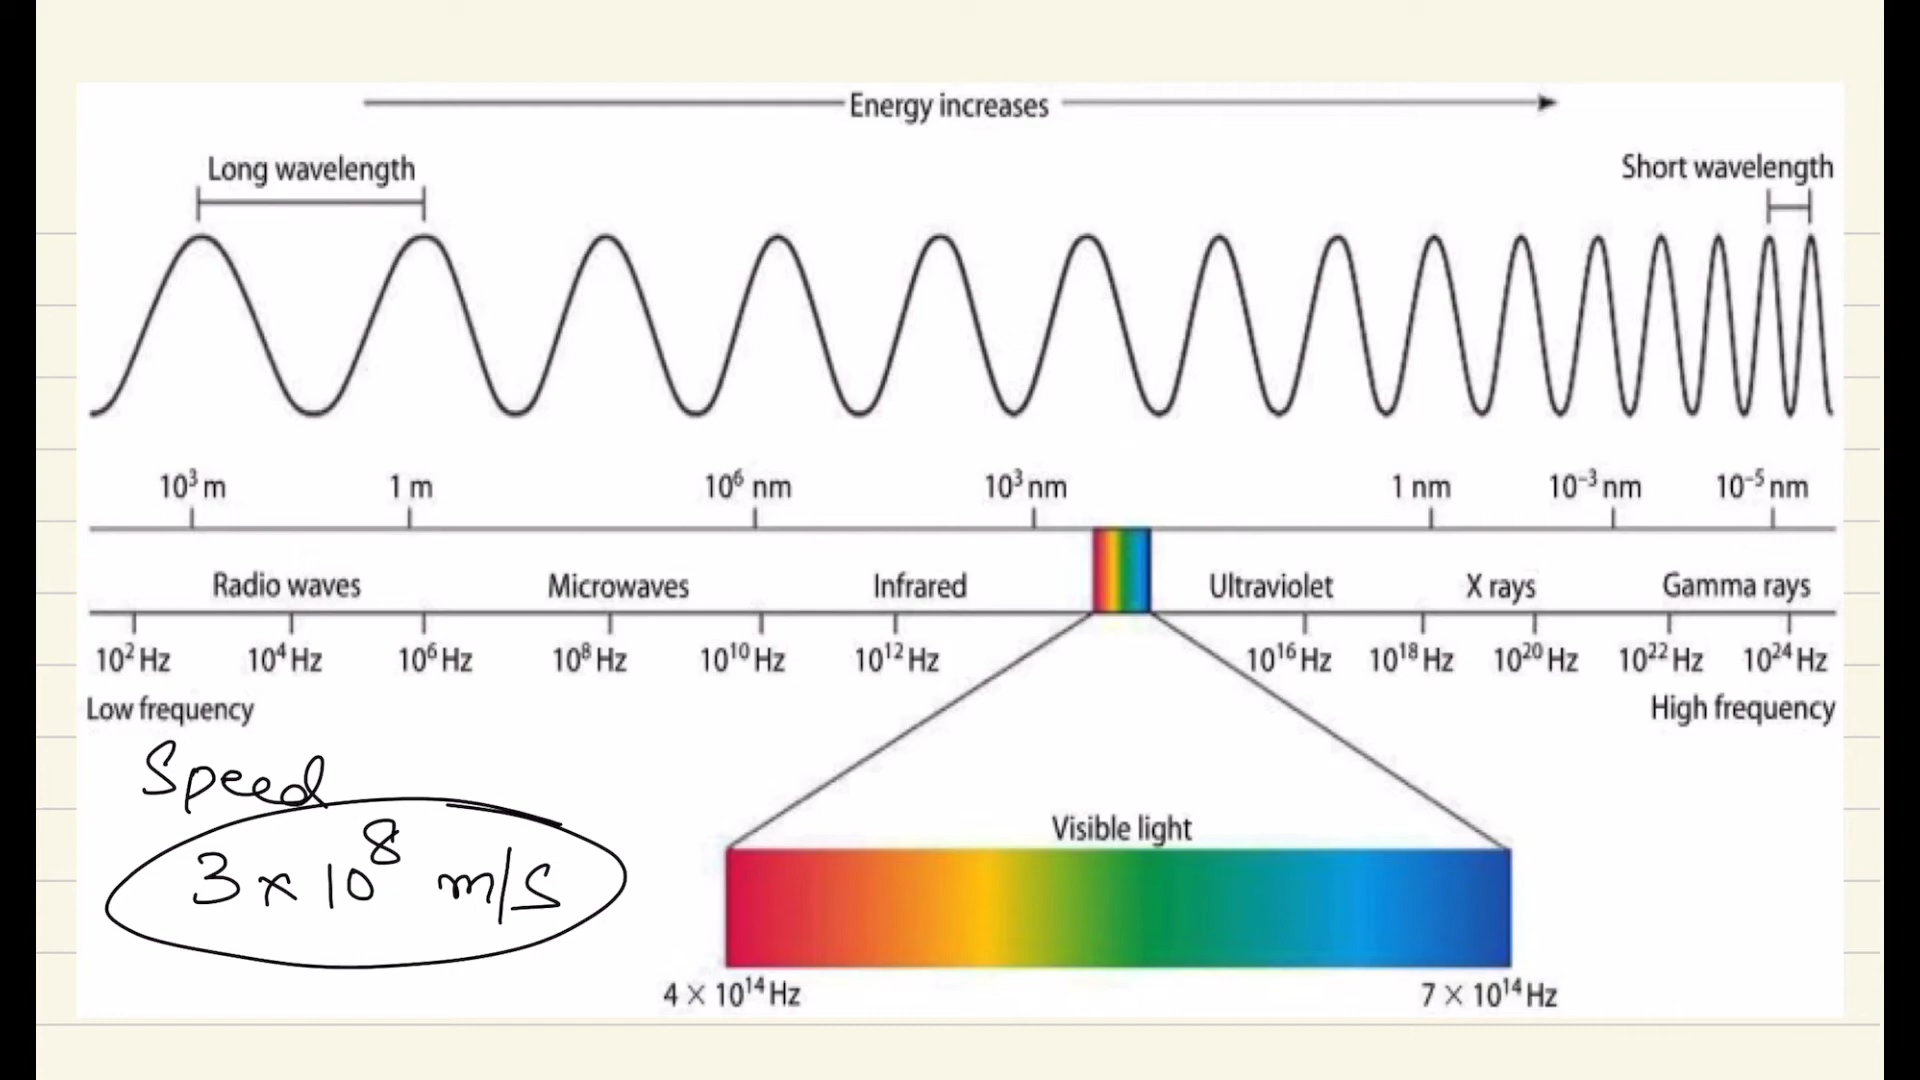 Energy increases
Long wavelength
Short wavelength
10³ m 1 m 10⁶ nm 10³ nm 1 nm 10⁻³ nm 10⁻⁵ nm
Radio waves Microwaves Infrared Ultraviolet X rays Gamma rays
10² Hz 10⁴ Hz 10⁶ Hz 10⁸ Hz 10¹⁰ Hz 10¹² Hz 10¹⁶ Hz 10¹⁸ Hz 10²⁰ Hz 10²² Hz 10²⁴ Hz
Low frequency High frequency
Speed
3 × 10⁸ m/s
Visible light
4 × 10¹⁴ Hz 7 × 10¹⁴ Hz